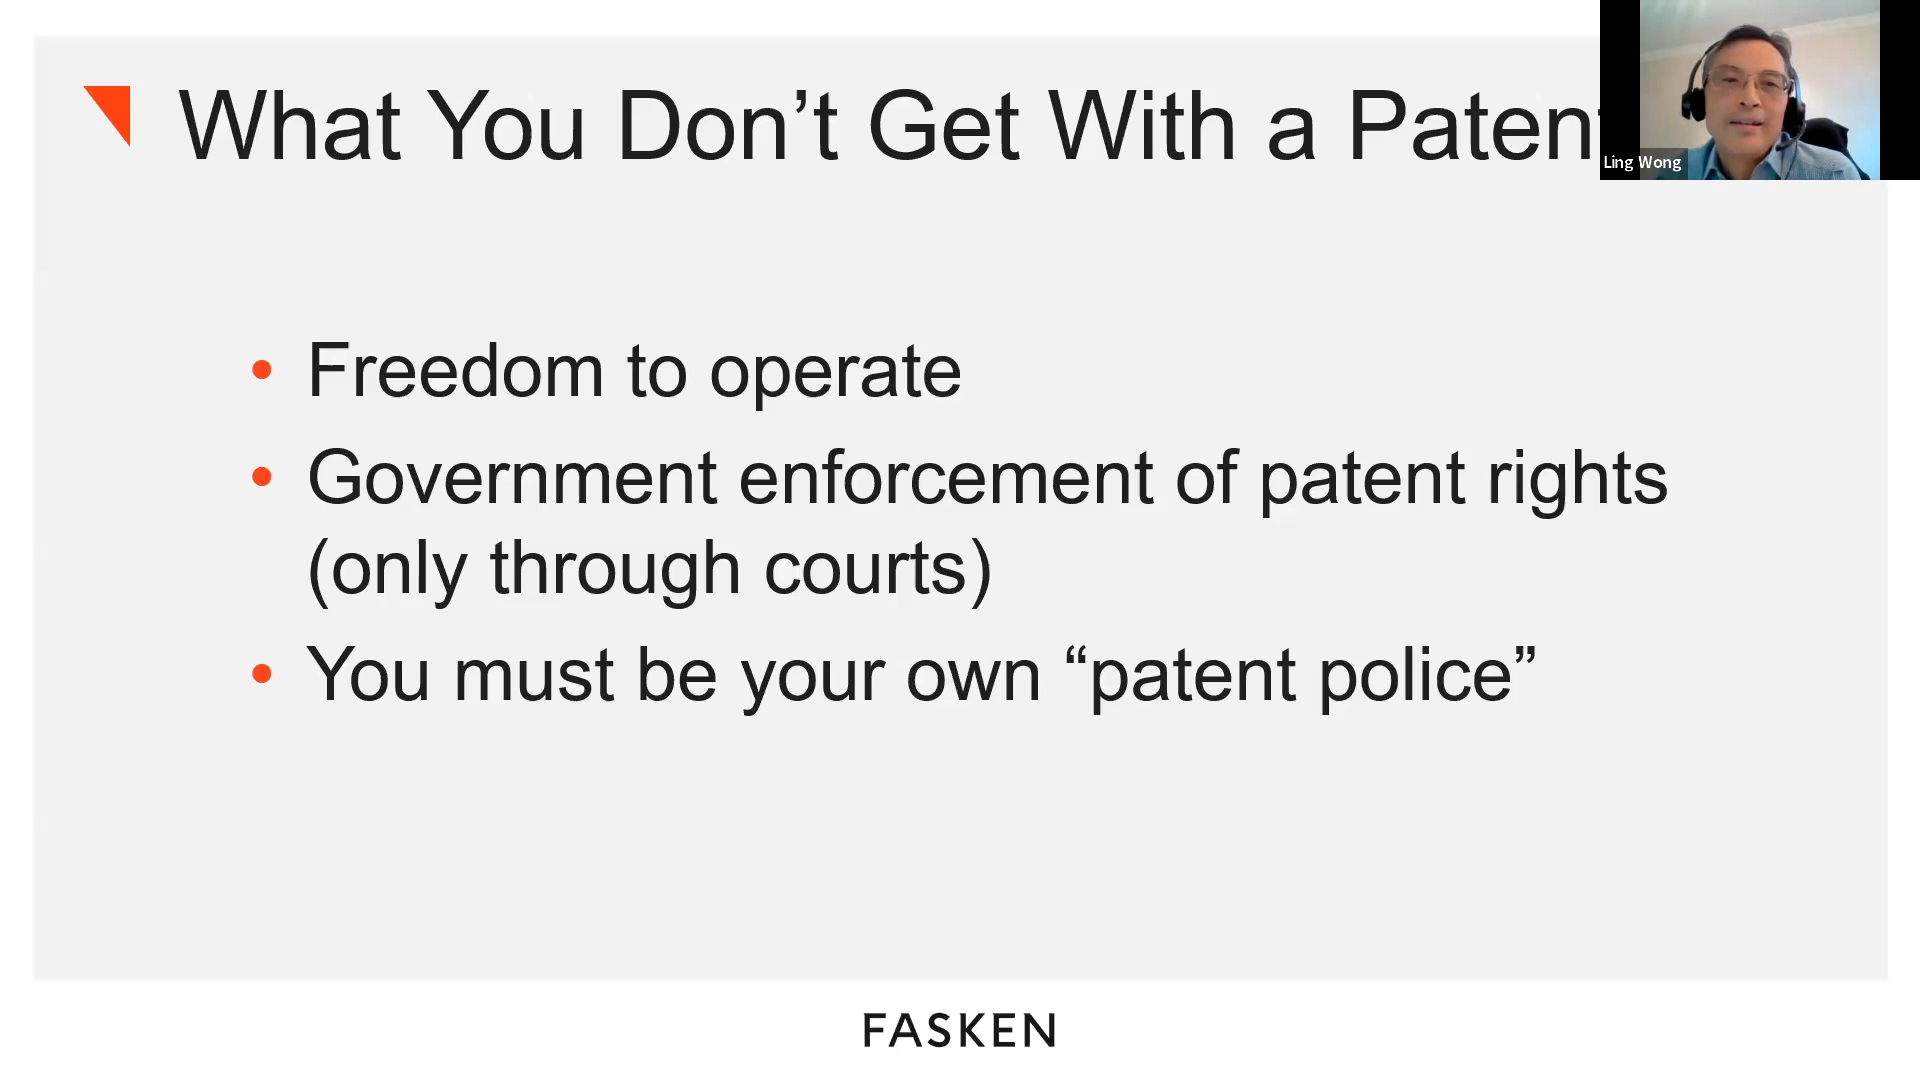 What You Don’t Get With a Patent
Ling Wong
• Freedom to operate
• Government enforcement of patent rights
(only through courts)
• You must be your own “patent police”
FASKEN